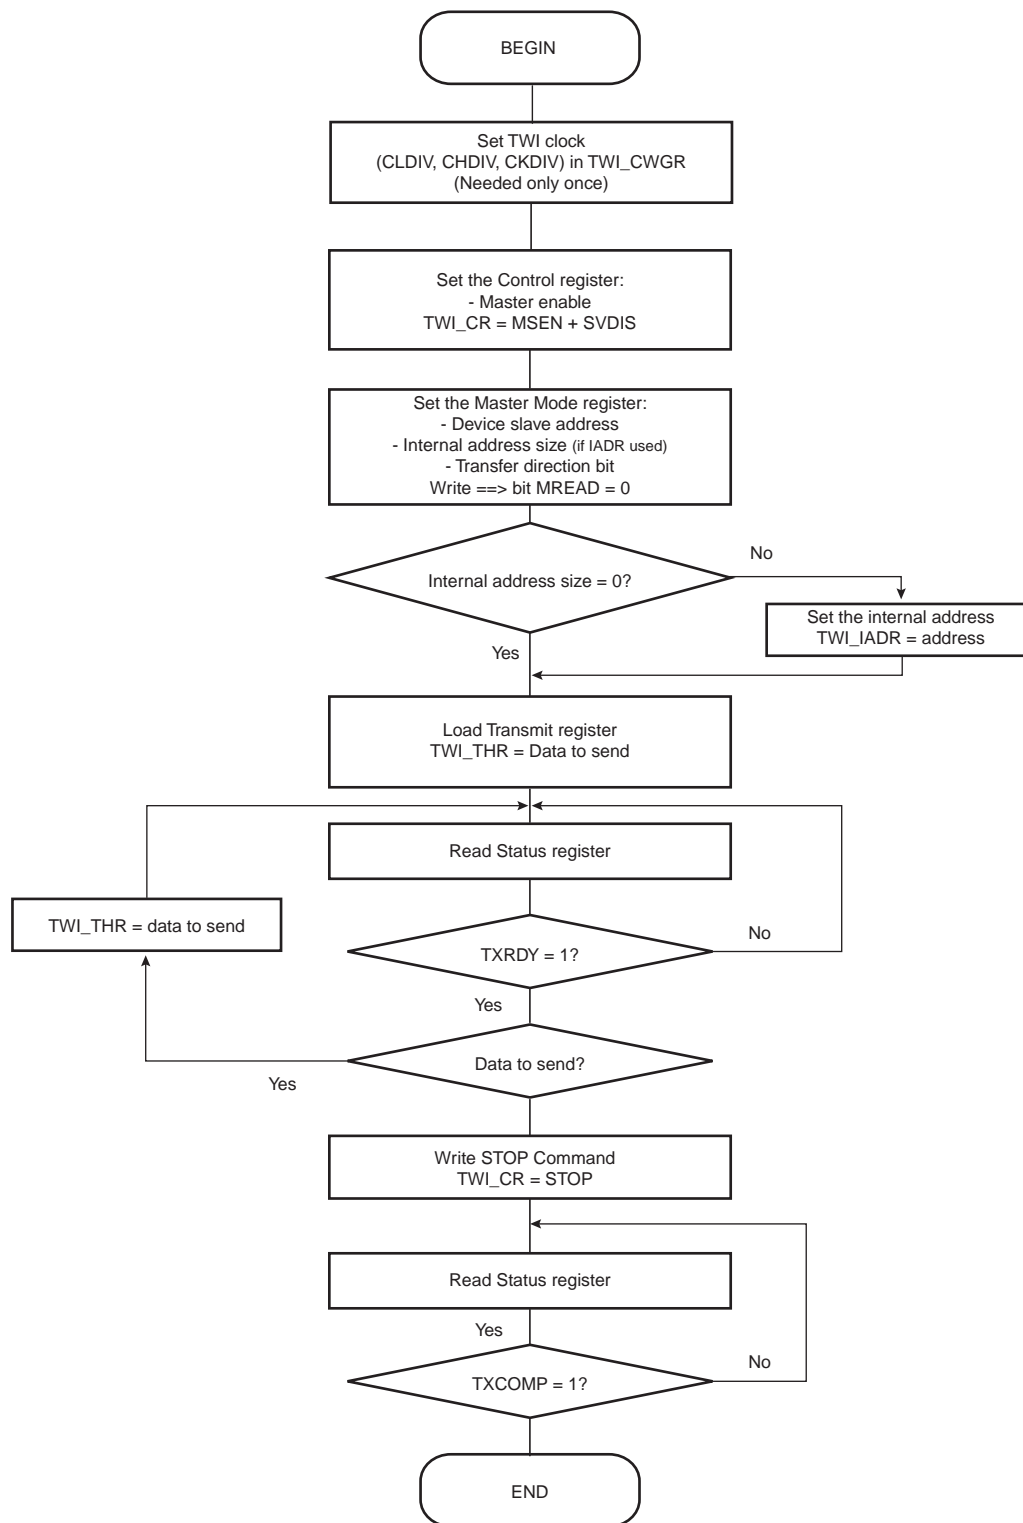 BEGIN
Set TWI clock
(CLDIV, CHDIV, CKDIV) in TWI_CWGR
(Needed only once)
Set the Control register:
- Master enable
TWI_CR = MSEN + SVDIS
Set the Master Mode register:
- Device slave address
- Internal address size (if IADR used)
- Transfer direction bit
Write ==> bit MREAD = 0
No
Internal address size = 0?
Set the internal address
TWI_IADR = address
Yes
Load Transmit register
TWI_THR = Data to send
Read Status register
TWI_THR = data to send
No
TXRDY = 1?
Yes
Data to send?
Yes
Write STOP Command
TWI_CR = STOP
Read Status register
Yes
No
TXCOMP = 1?
END